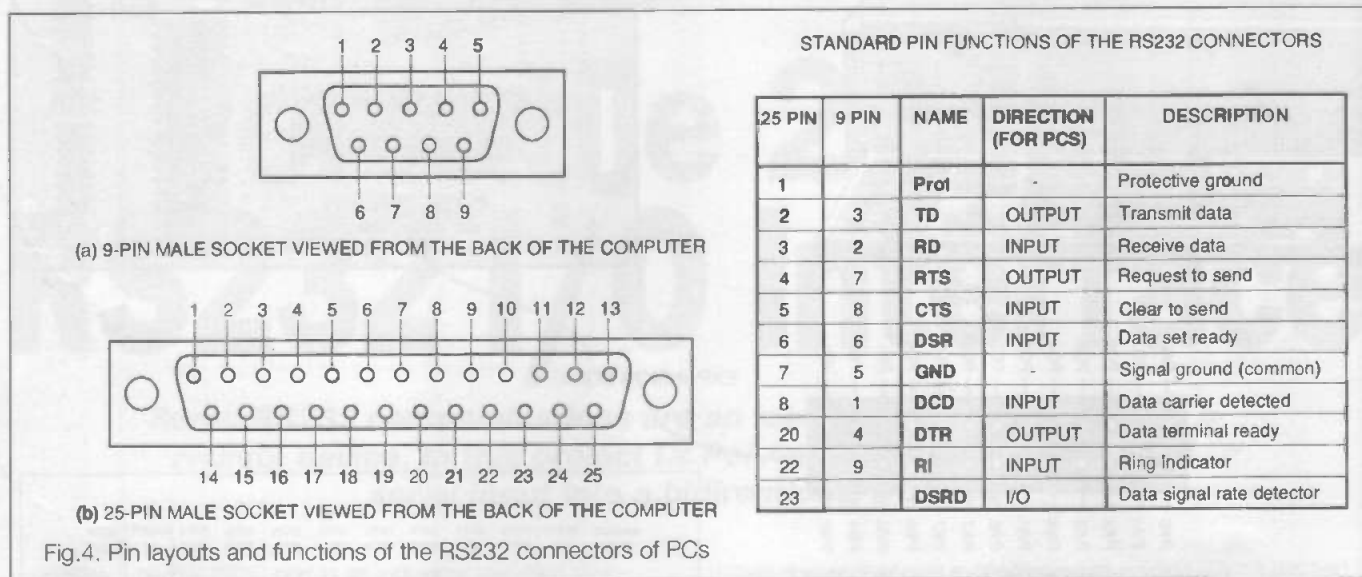 1 2 3 4 5
6 7 8 9
(a) 9-PIN MALE SOCKET VIEWED FROM THE BACK OF THE COMPUTER
1 2 3 4 5 6 7 8 9 10 11 12 13
14 15 16 17 18 19 20 21 22 23 24 25
(b) 25-PIN MALE SOCKET VIEWED FROM THE BACK OF THE COMPUTER
Fig.4. Pin layouts and functions of the RS232 connectors of PCs
STANDARD PIN FUNCTIONS OF THE RS232 CONNECTORS
25 PIN 9 PIN NAME DIRECTION DESCRIPTION
(FOR PCS)
1 Prot - Protective ground
2 3 TD OUTPUT Transmit data
3 2 RD INPUT Receive data
4 7 RTS OUTPUT Request to send
5 8 CTS INPUT Clear to send
6 6 DSR INPUT Data set ready
7 5 GND - Signal ground (common)
8 1 DCD INPUT Data carrier detected
20 4 DTR OUTPUT Data terminal ready
22 9 RI INPUT Ring indicator
23 DSRD I/O Data signal rate detector